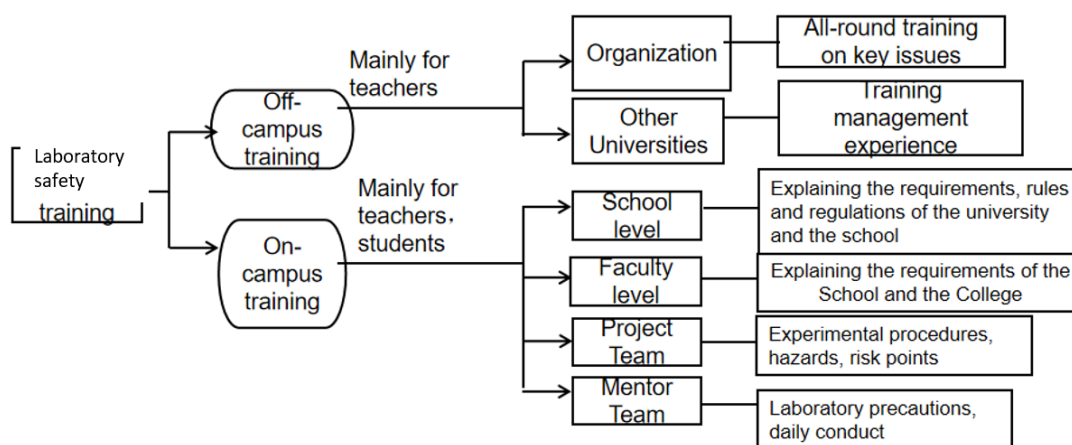 Laboratory
safety
training
Off-
campus
training
On-
campus
training
Mainly for
teachers
Mainly for
teachers,
students
Organization
Other
Universities
School
level
Faculty
level
Project
Team
Mentor
Team
All-round training
on key issues
Training
management
experience
Explaining the requirements, rules
and regulations of the university
and the school
Explaining the requirements of the
School and the College
Experimental procedures,
hazards, risk points
Laboratory precautions,
daily conduct